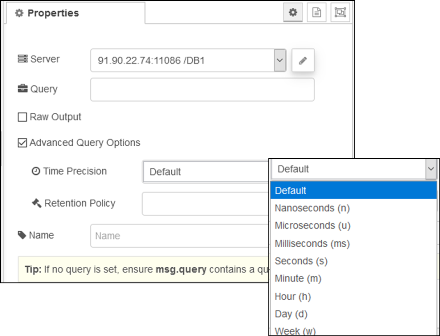 Properties
Server
91.90.22.74:11086 /DB1
Query
Raw Output
Advanced Query Options
Time Precision
Default
Retention Policy
Name
Name
Tip: If no query is set, ensure msg.query contains a
Default
Default
Nanoseconds (n)
Microseconds (u)
Milliseconds (ms)
Seconds (s)
Minute (m)
Hour (h)
Day (d)
Week (w)